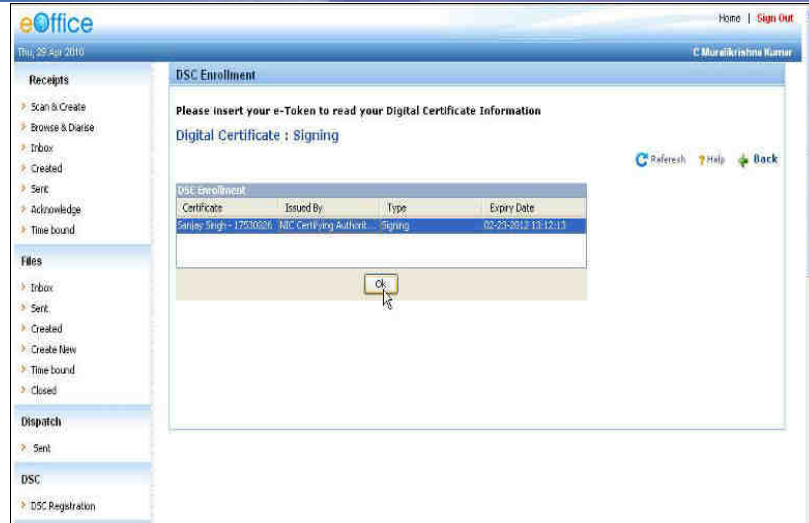 eOffice
Home | Sign Out
Thu, 29 Apr 2010
C Muralikrishna Kumar
Receipts
Scan & Create
Browse & Diarise
Inbox
Created
Sent
Acknowledge
Time bound
Files
Inbox
Sent
Created
Create New
Time bound
Closed
Dispatch
Sent
DSC
DSC Registration
DSC Enrollment
Please insert your e-Token to read your Digital Certificate Information
Digital Certificate : Signing
Referesh ? Help Back
DSC Enrollment
Certificate Issued By Type Expiry Date
Sanjay Singh - 17530026 NIC Certifying Authorit... Signing 02-23-2012 13:12:13
Ok